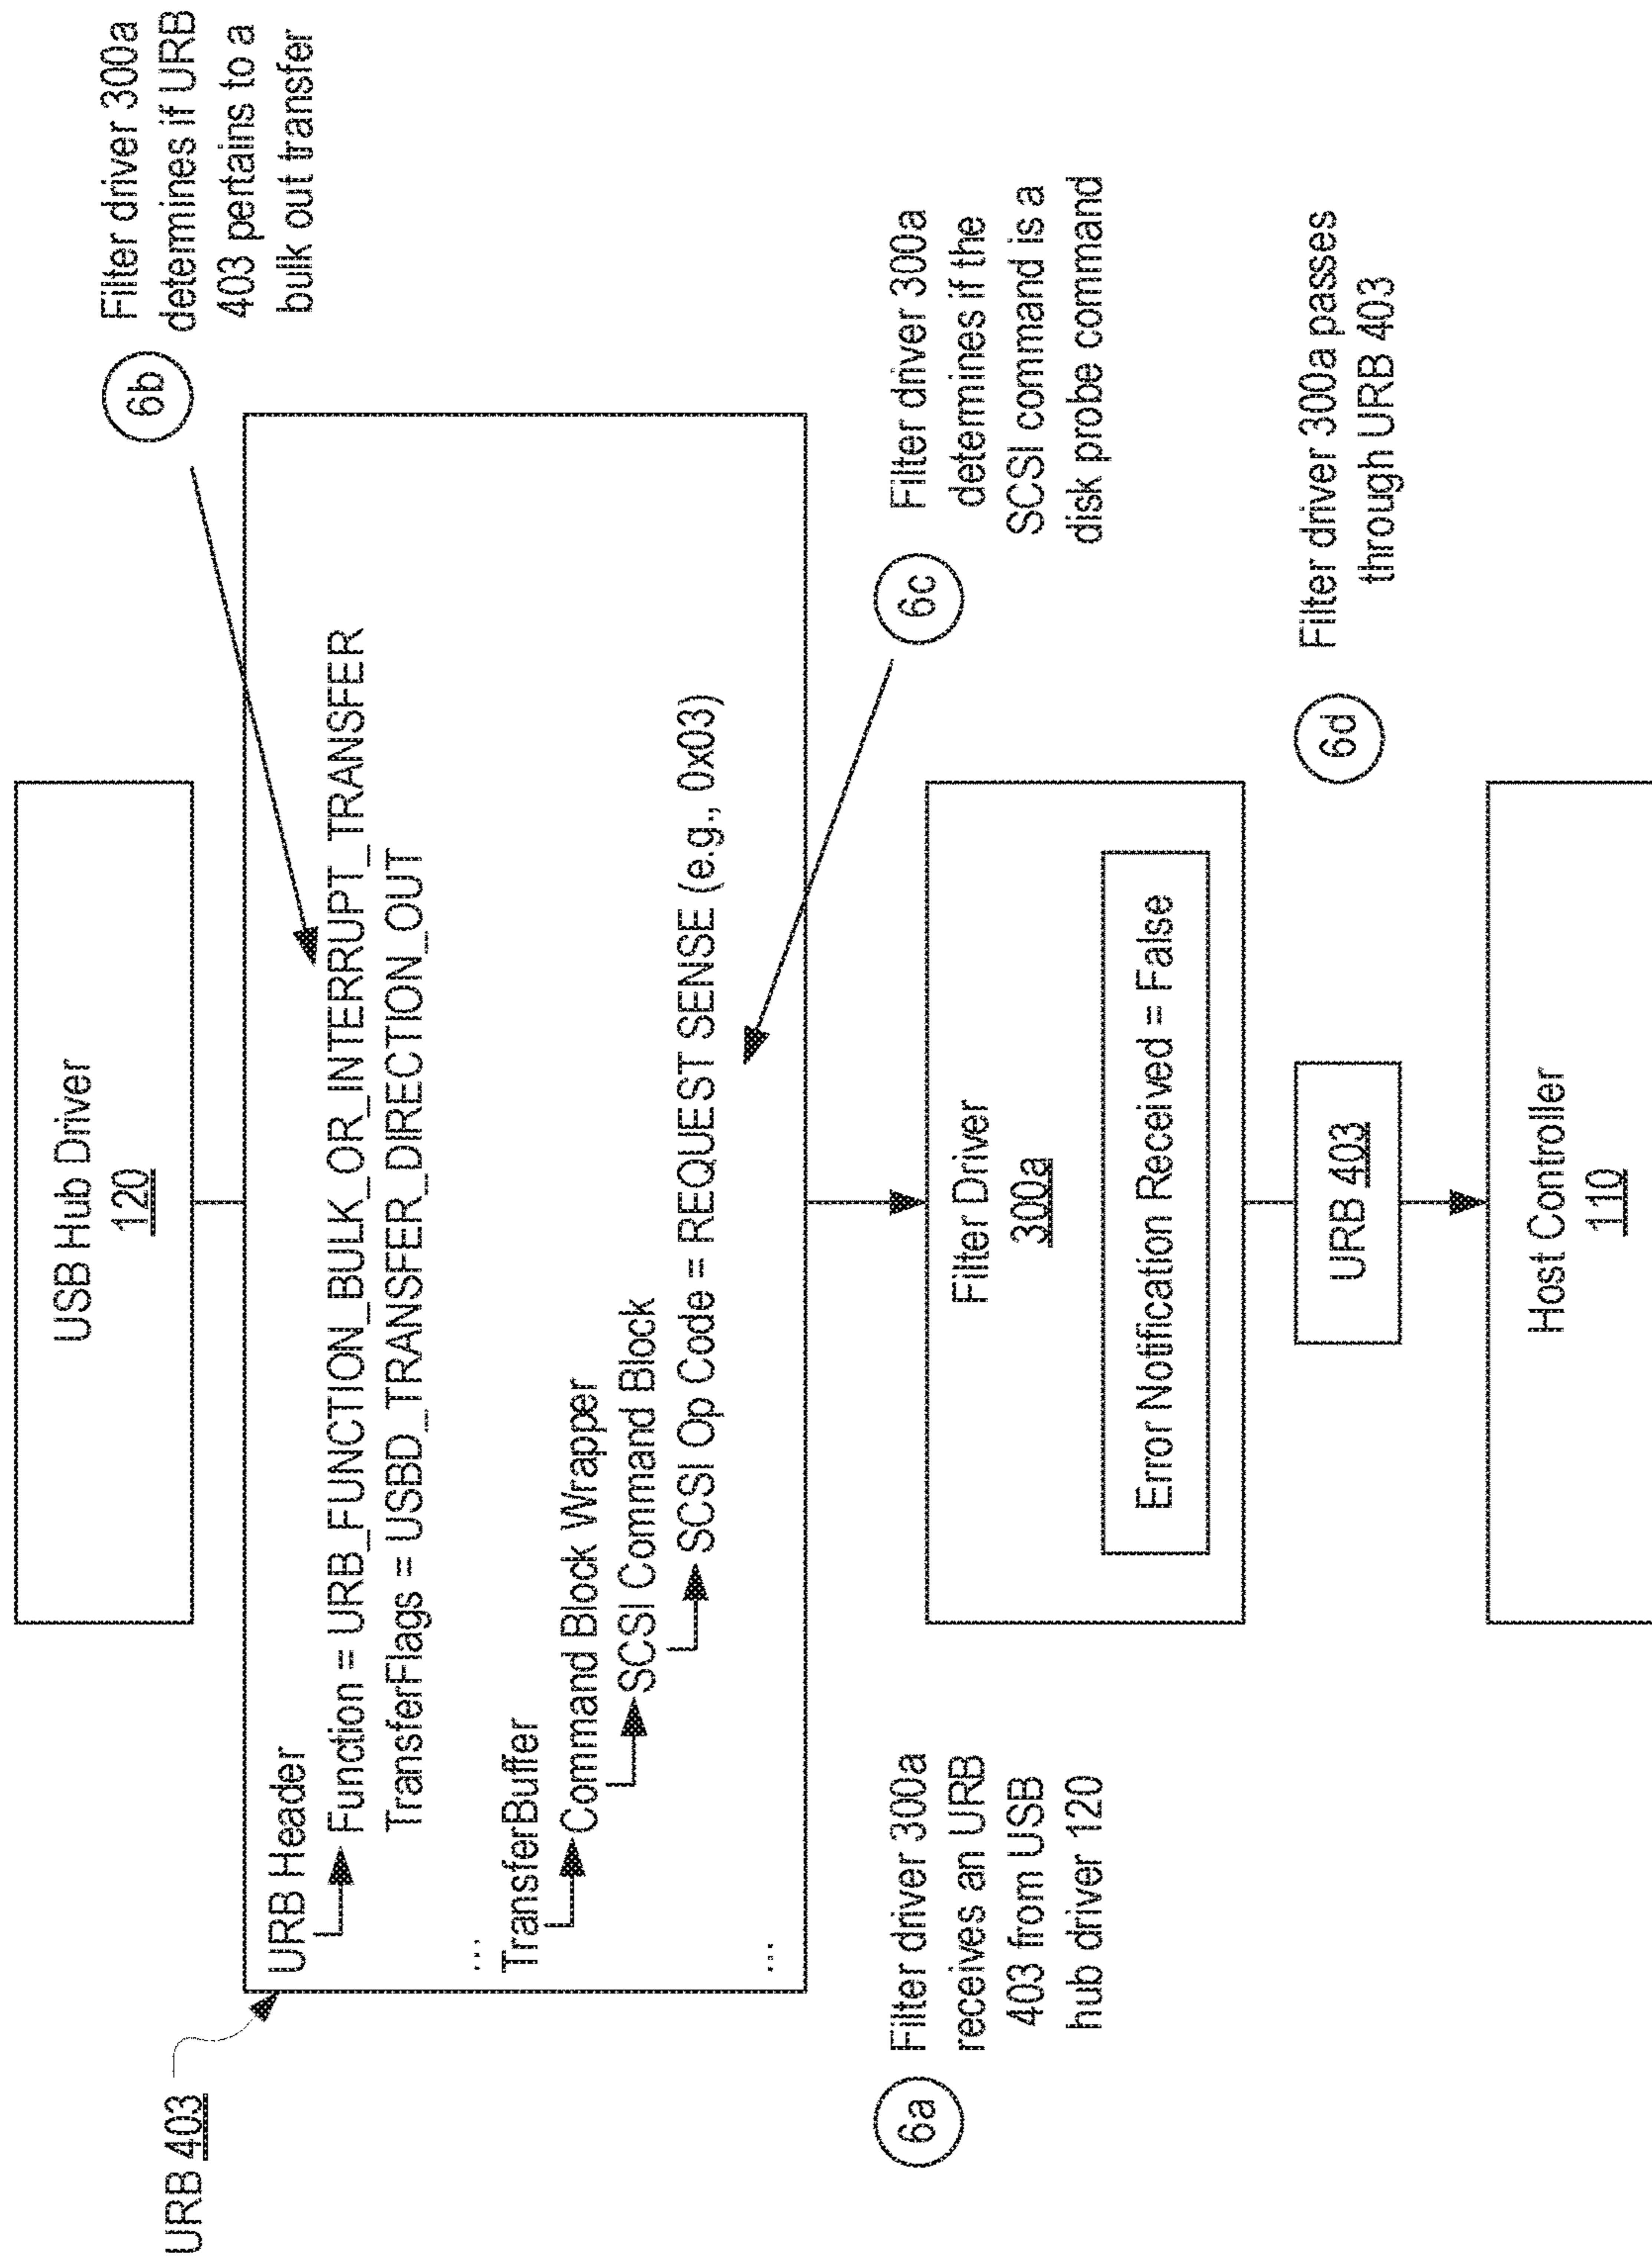 USB Hub Driver
120
URB 403
URB Header
Function = URB_FUNCTION_BULK_OR_INTERRUPT_TRANSFER
TransferFlags = USBD_TRANSFER_DIRECTION_OUT
...
TransferBuffer
Command Block Wrapper
SCSI Command Block
SCSI Op Code = REQUEST SENSE (e.g., 0x03)
...
6b
Filter driver 300a
determines if URB
403 pertains to a
bulk out transfer
6a
Filter driver 300a
receives an URB
403 from USB
hub driver 120
Filter Driver
300a
Error Notification Received = False
6c
Filter driver 300a
determines if the
SCSI command is a
disk probe command
URB 403
6d
Filter driver 300a passes
through URB 403
Host Controller
110